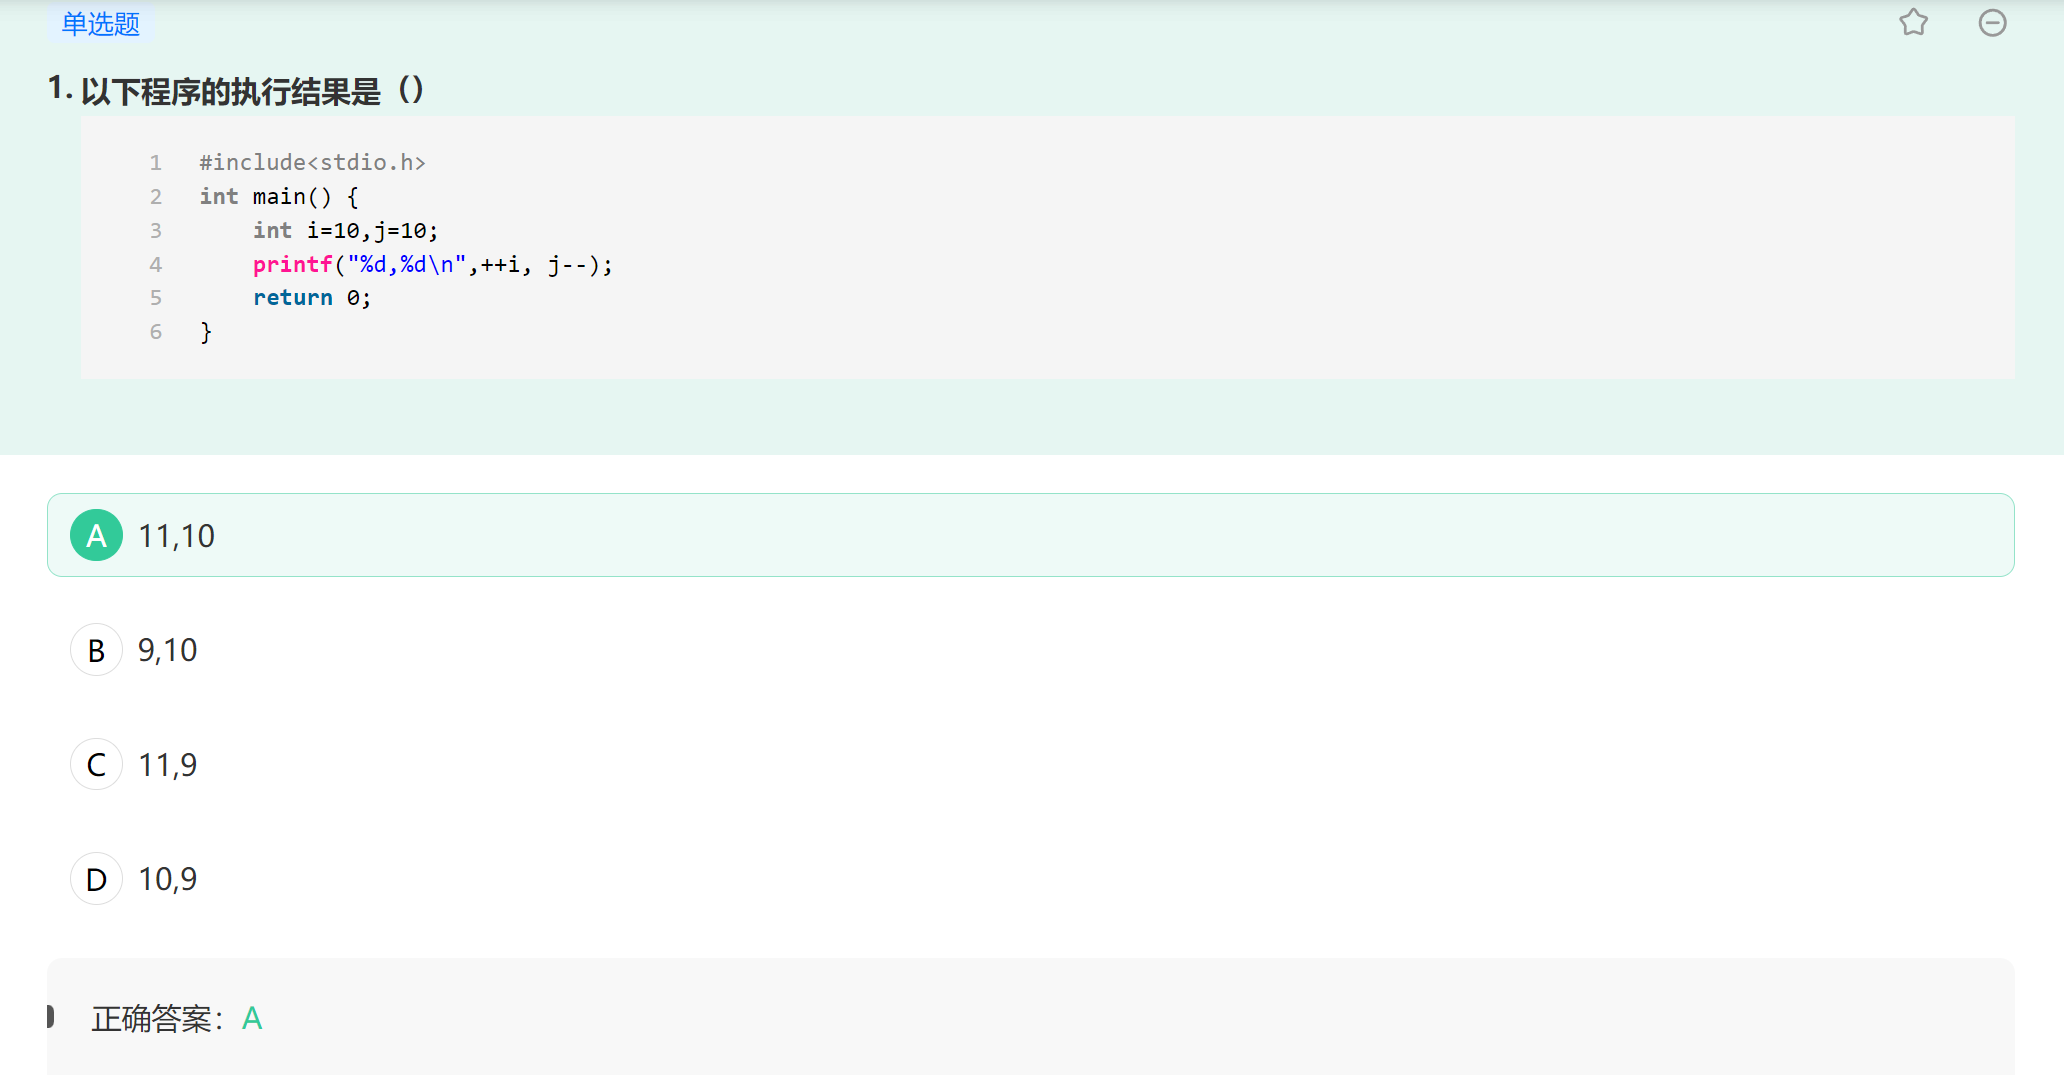 单选题
1. 以下程序的执行结果是（）
1 #include<stdio.h>
2 int main() {
3     int i=10,j=10;
4     printf("%d,%d\n",++i, j--);
5     return 0;
6 }
A 11,10
B 9,10
C 11,9
D 10,9
正确答案：A